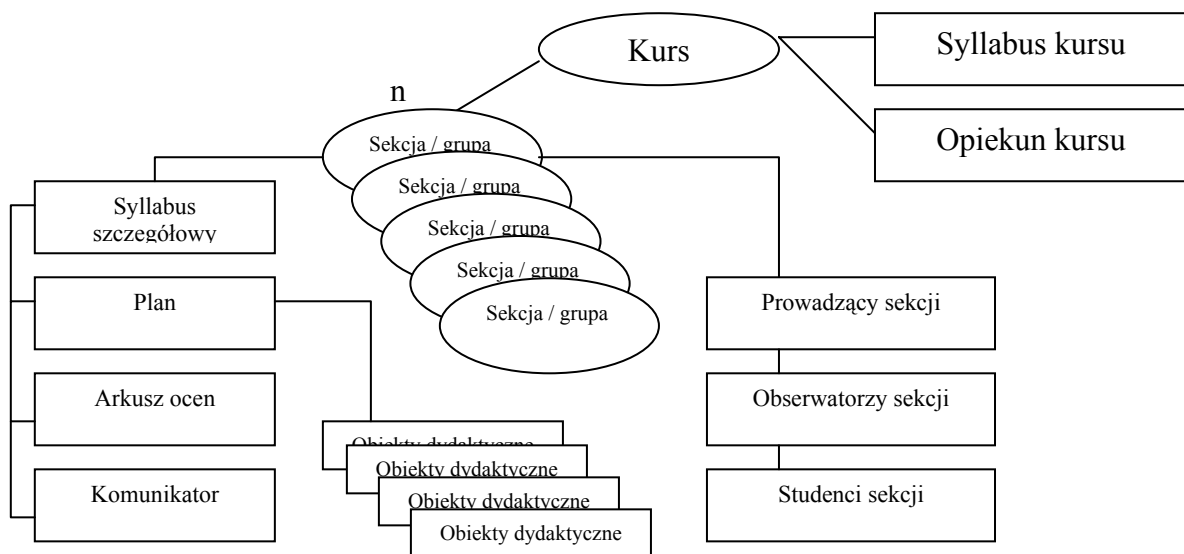 Kurs
Syllabus kursu
Opiekun kursu
n
Sekcja / grupa
Sekcja / grupa
Sekcja / grupa
Sekcja / grupa
Sekcja / grupa
Syllabus
szczegółowy
Plan
Arkusz ocen
Komunikator
Obiekty dydaktyczne
Obiekty dydaktyczne
Obiekty dydaktyczne
Obiekty dydaktyczne
Prowadzący sekcji
Obserwatorzy sekcji
Studenci sekcji